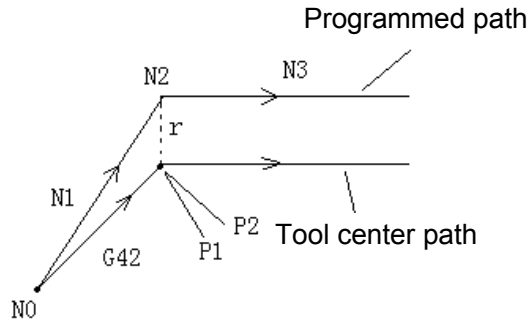 Programmed path
N2
N3
r
N1
P2
Tool center path
P1
G42
N0